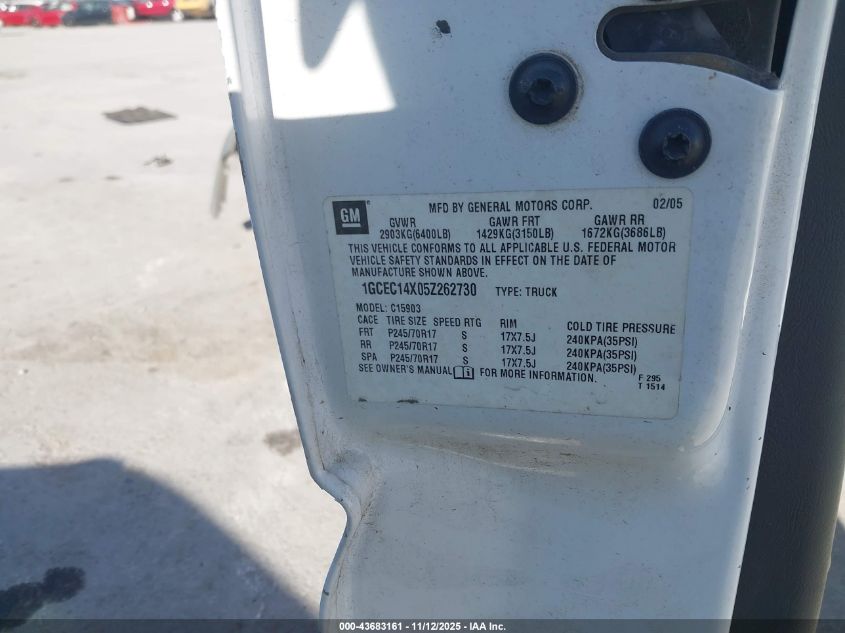 GM
MFD BY GENERAL MOTORS CORP. 02/05
GVWR GAWR FRT GAWR RR
2903KG(6400LB) 1429KG(3150LB) 1672KG(3686LB)
THIS VEHICLE CONFORMS TO ALL APPLICABLE U.S. FEDERAL MOTOR
VEHICLE SAFETY STANDARDS IN EFFECT ON THE DATE OF
MANUFACTURE SHOWN ABOVE.
1GCEC14X05Z262730 TYPE: TRUCK
MODEL: C15903
CACE TIRE SIZE SPEED RTG RIM COLD TIRE PRESSURE
FRT P245/70R17 S 17X7.5J 240KPA(35PSI)
RR P245/70R17 S 17X7.5J 240KPA(35PSI)
SPA P245/70R17 S 17X7.5J 240KPA(35PSI)
SEE OWNER'S MANUAL FOR MORE INFORMATION.
F 295
T 1514
000-43683161 - 11/12/2025 - IAA Inc.